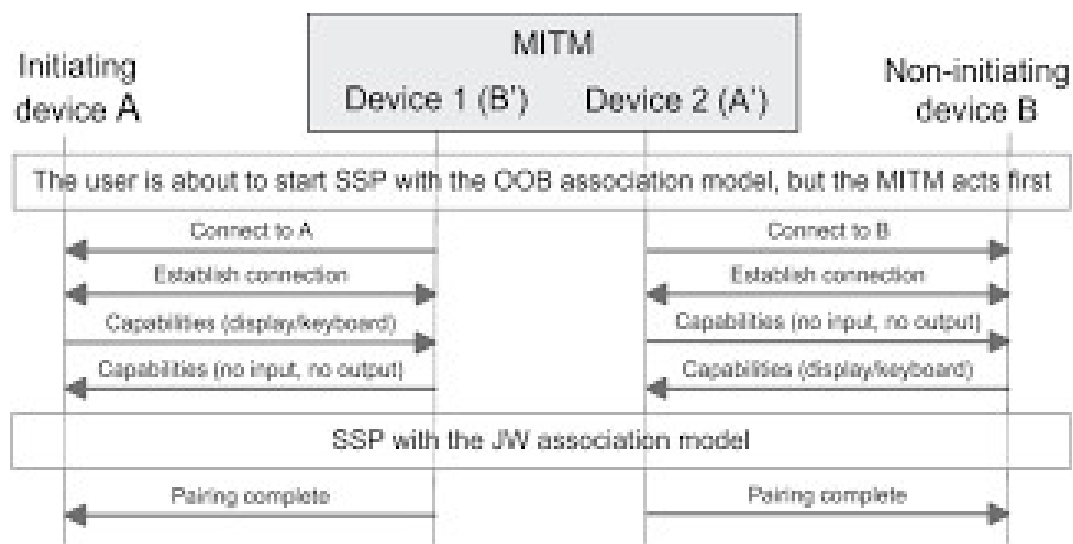 MITM
Initiating
device A
Device 1 (B')
Device 2 (A')
Non-initiating
device B
The user is about to start SSP with the OOB association model, but the MITM acts first
Connect to A
Connect to B
Establish connection
Establish connection
Capabilities (display/keyboard)
Capabilities (no input, no output)
Capabilities (no input, no output)
Capabilities (display/keyboard)
SSP with the JW association model
Pairing complete
Pairing complete